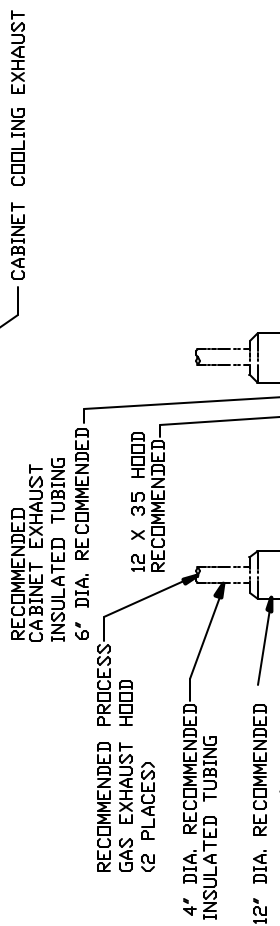 CABINET COOLING EXHAUST
RECOMMENDED
CABINET EXHAUST
INSULATED TUBING
6" DIA. RECOMMENDED
12 X 35 HOOD
RECOMMENDED
RECOMMENDED PROCESS
GAS EXHAUST HOOD
(2 PLACES)
4" DIA. RECOMMENDED
INSULATED TUBING
12" DIA. RECOMMENDED